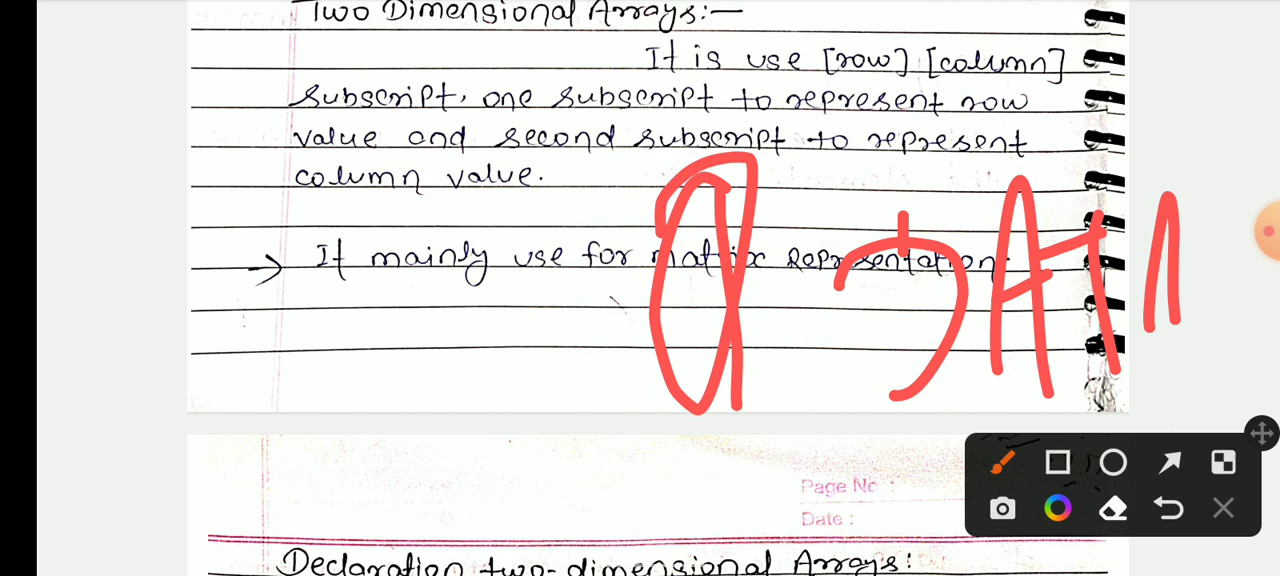 Two Dimensional Arrays:—
It is use [row] [column]
subscript, one subscript to represent row
value and second subscript to represent
column value.
→ It mainly use for matrix Representation.
Page No :
Date :
Declaration two-dimensional Arrays: